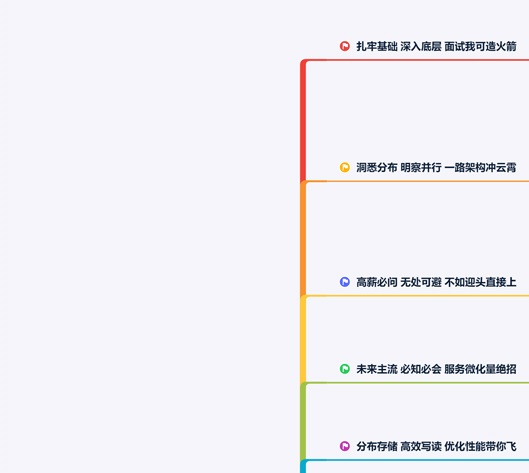 扎牢基础 深入底层 面试我可造火箭
洞悉分布 明察并行 一路架构冲云霄
高薪必问 无处可避 不如迎头直接上
未来主流 必知必会 服务微化量绝招
分布存储 高效写读 优化性能带你飞